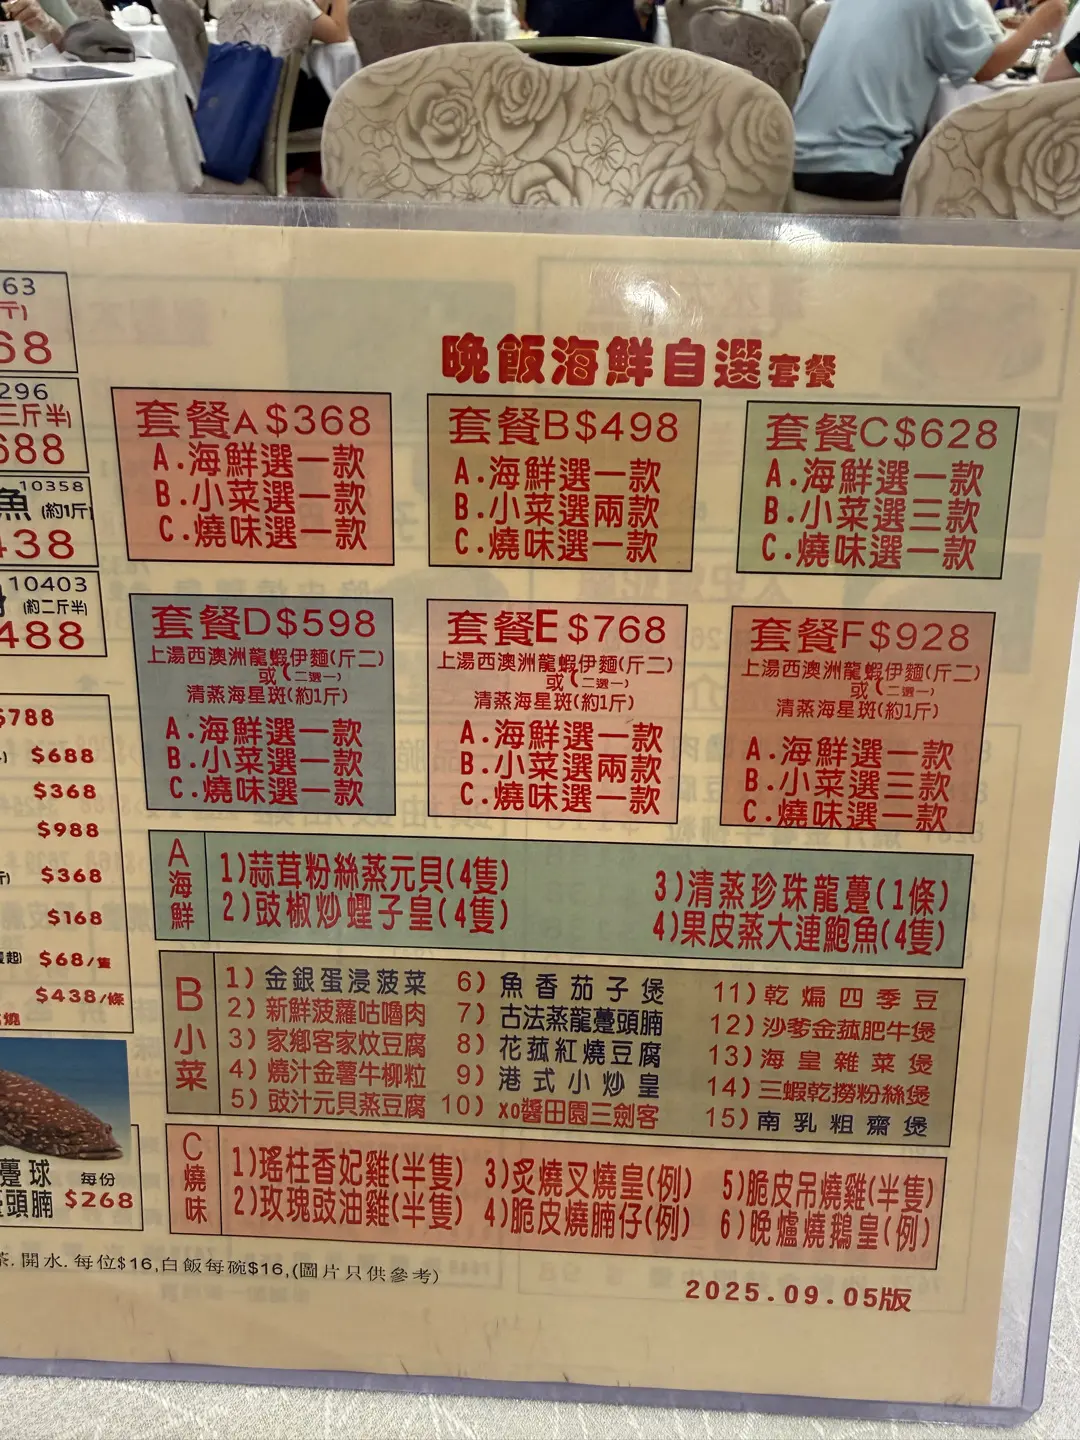 63
斤)
68
296
三斤半)
688
10358
魚 (約1斤)
438
10403
(約二斤半)
488
$788
$688
$368
$988
$368
$168
$68/隻
$438/條
燒
躉球 每份
頭腩 $268
茶.開水.每位$16,白飯每碗$16,(圖片只供參考)
晚飯海鮮自選套餐
套餐A $368
A.海鮮選一款
B.小菜選一款
C.燒味選一款
套餐B$498
A.海鮮選一款
B.小菜選兩款
C.燒味選一款
套餐C$628
A.海鮮選一款
B.小菜選三款
C.燒味選一款
套餐D$598
上湯西澳洲龍蝦伊麵(斤二)
或(二選一)
清蒸海星斑(約1斤)
A.海鮮選一款
B.小菜選一款
C.燒味選一款
套餐E $768
上湯西澳洲龍蝦伊麵(斤二)
或(二選一)
清蒸海星斑(約1斤)
A.海鮮選一款
B.小菜選兩款
C.燒味選一款
套餐F$928
上湯西澳洲龍蝦伊麵(斤二)
或(二選一)
清蒸海星斑(約1斤)
A.海鮮選一款
B.小菜選三款
C.燒味選一款
A海鮮
1)蒜茸粉絲蒸元貝(4隻)
2)豉椒炒蟶子皇(4隻)
3)清蒸珍珠龍躉(1條)
4)果皮蒸大連鮑魚(4隻)
B小菜
1)金銀蛋浸菠菜
2)新鮮菠蘿咕嚕肉
3)家鄉客家炆豆腐
4)燒汁金薯牛柳粒
5)豉汁元貝蒸豆腐
6)魚香茄子煲
7)古法蒸龍躉頭腩
8)花菰紅燒豆腐
9)港式小炒皇
10)xo醬田園三劍客
11)乾煸四季豆
12)沙爹金菰肥牛煲
13)海皇雜菜煲
14)三蝦乾撈粉絲煲
15)南乳粗齋煲
C燒味
1)瑤柱香妃雞(半隻)
2)玫瑰豉油雞(半隻)
3)炙燒叉燒皇(例)
4)脆皮燒腩仔(例)
5)脆皮吊燒雞(半隻)
6)晚爐燒鵝皇(例)
2025.09.05版